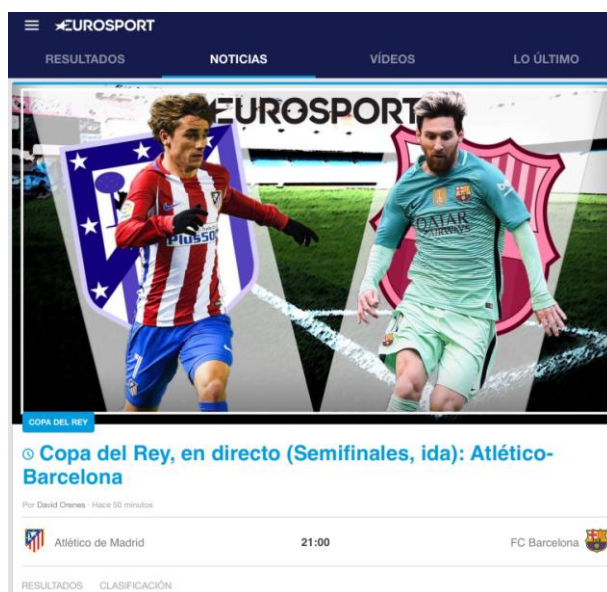 EUROSPORT
RESULTADOS NOTICIAS VÍDEOS LO ÚLTIMO
EUROSPORT
Plus500
7
QATAR
AIRWAYS
COPA DEL REY
Copa del Rey, en directo (Semifinales, ida): Atlético-
Barcelona
Por David Orenes · Hace 50 minutos
Atlético de Madrid 21:00 FC Barcelona
RESULTADOS CLASIFICACIÓN